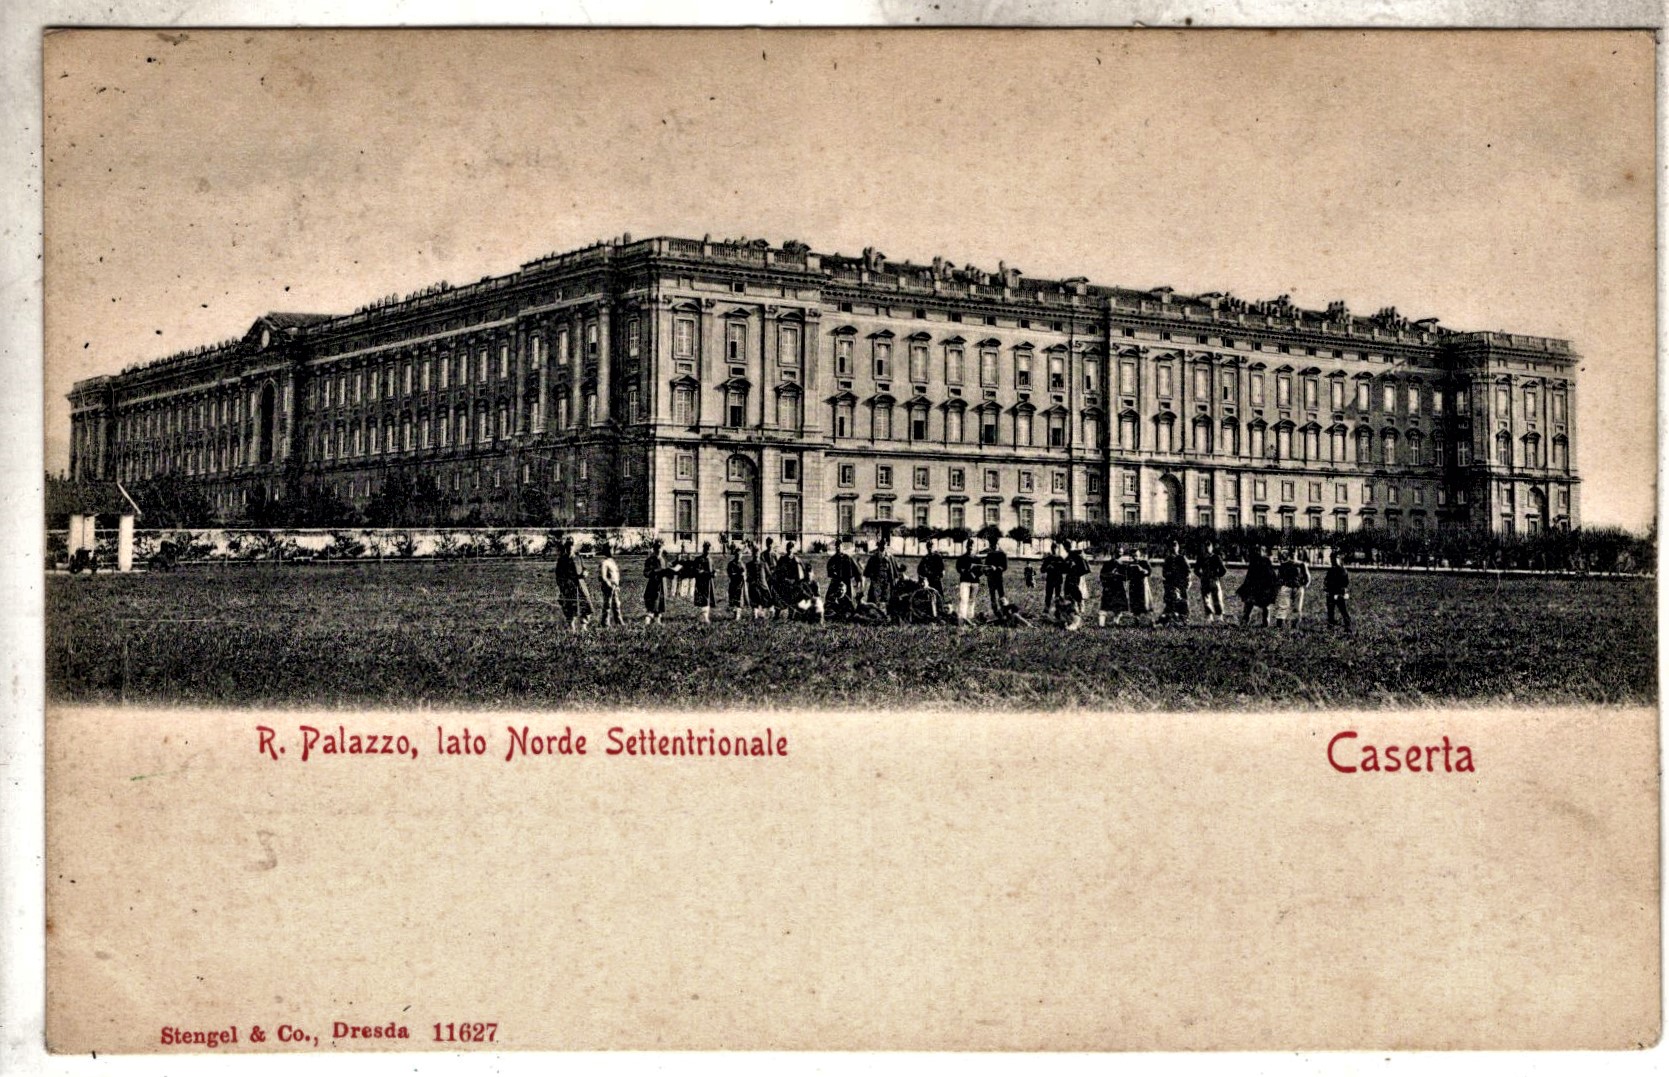 R. Palazzo, lato Norde Settentrionale
Caserta
Stengel & Co., Dresda 11627